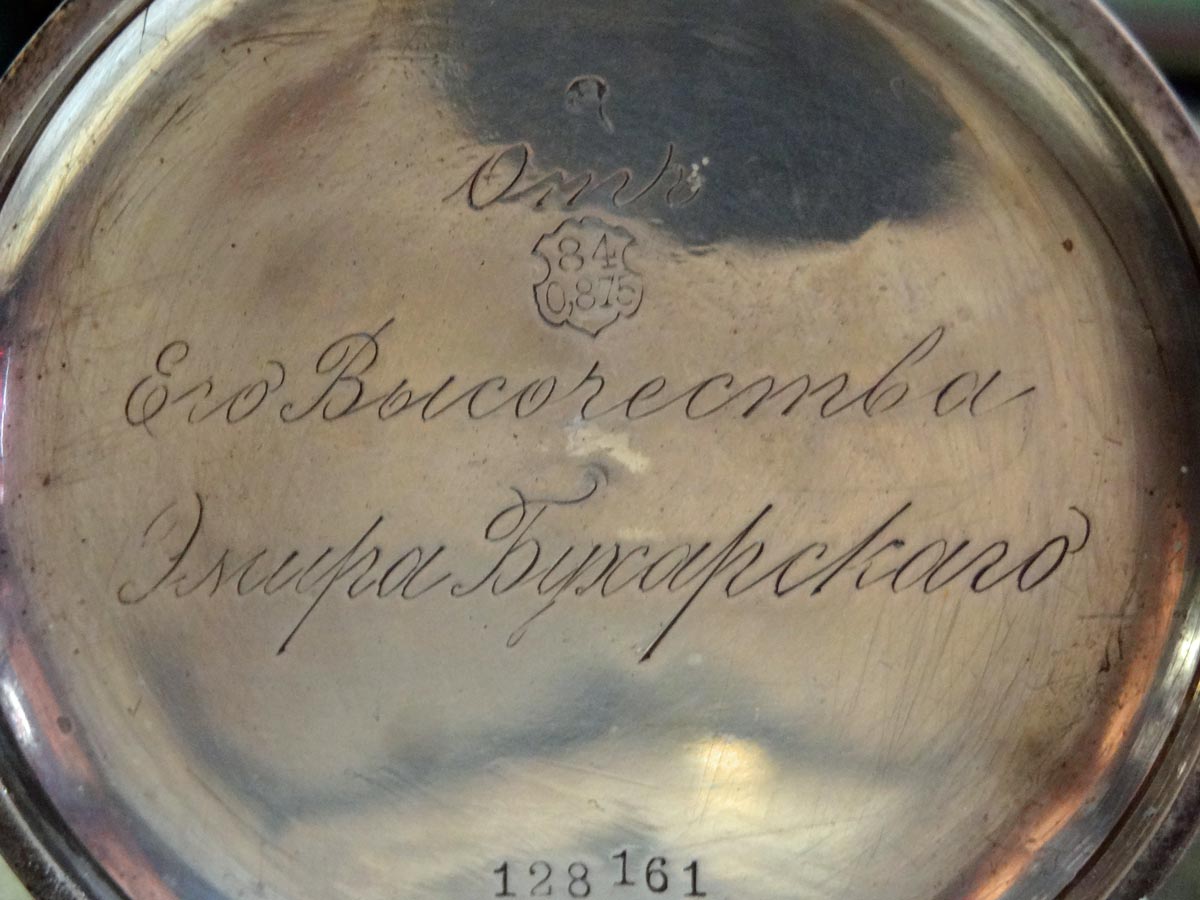 Отъ
84
0,875
Его Высочества
Эмира Бухарскаго
128161